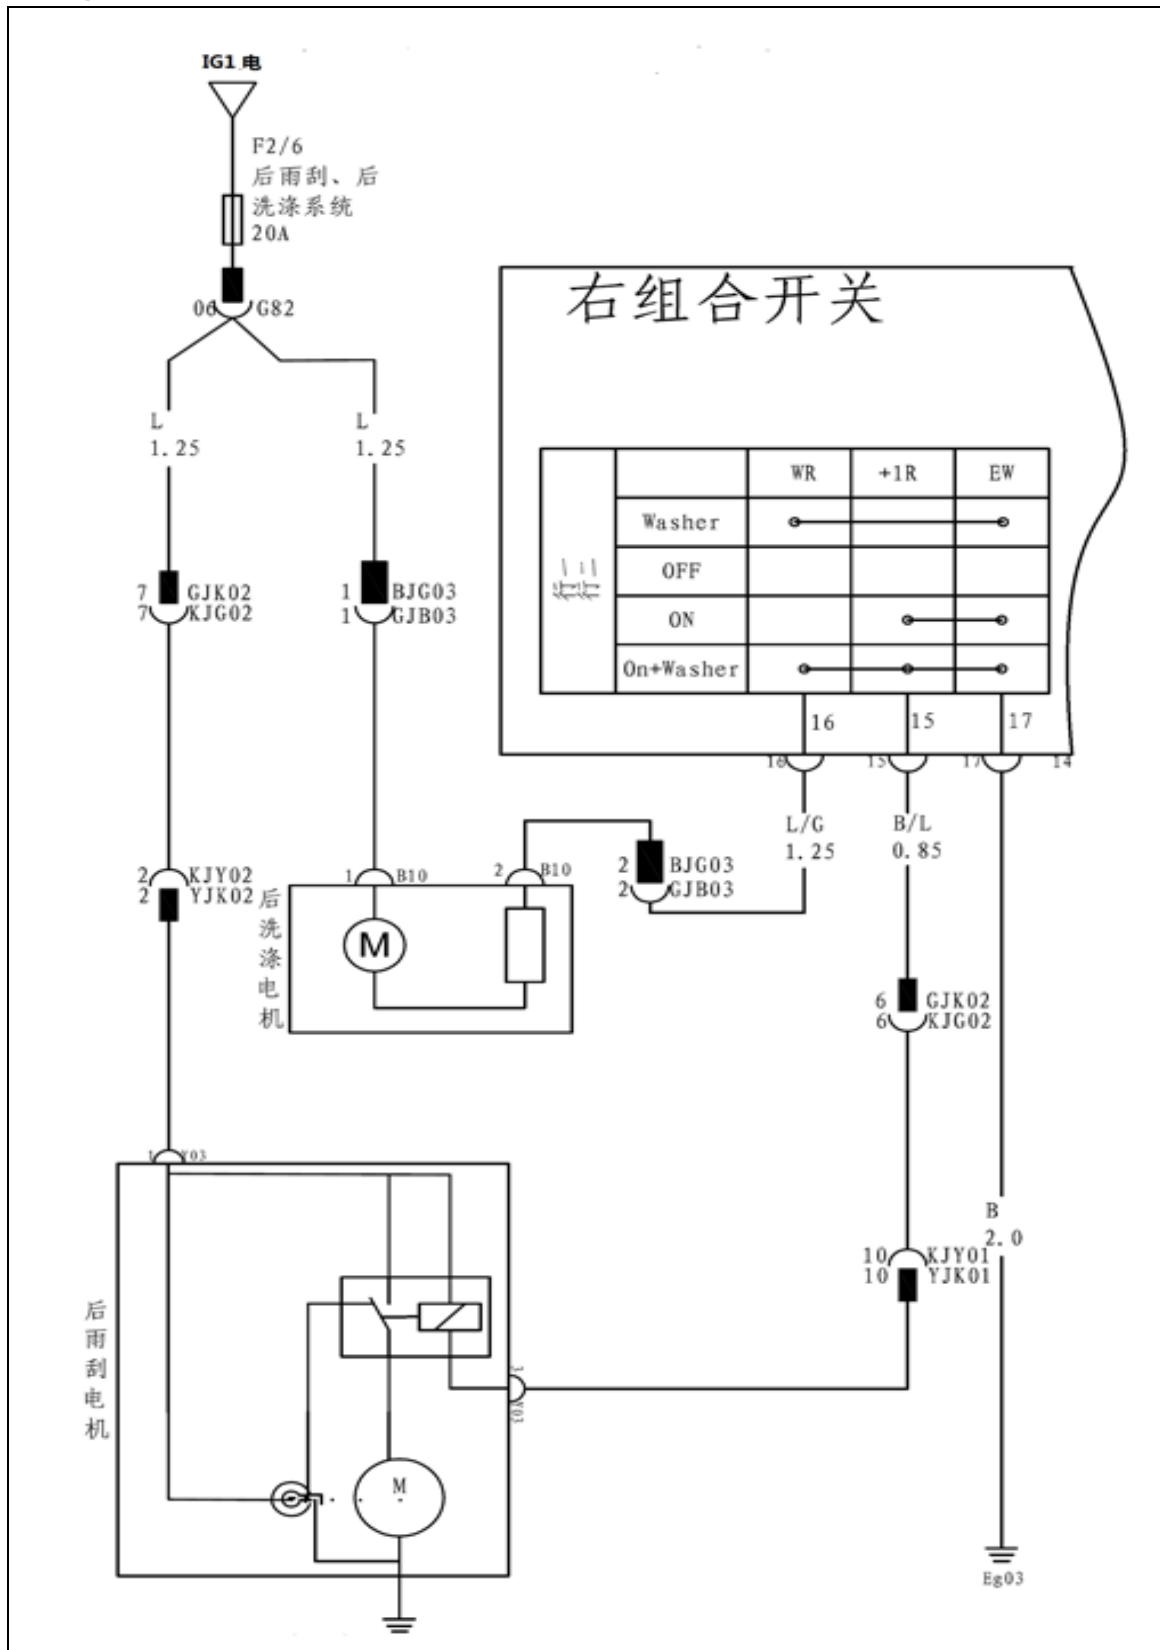 IG1 电
F2/6
后雨刮、后
洗涤系统
20A
06 G82
L
1.25
L
1.25
右组合开关
WR +1R EW
Washer
OFF
ON
On+Washer
16 15 17
16 15 17 14
7 GJK02
7 KJG02
1 BJG03
1 GJB03
L/G
1.25
B/L
0.85
2 BJG03
2 GJB03
2 KJY02
2 YJK02
1 B10
2 B10
后洗涤电机
M
6 GJK02
6 KJG02
1 Y03
B
2.0
10 KJY01
10 YJK01
后雨刮电机
3
Y03
M
Eg03